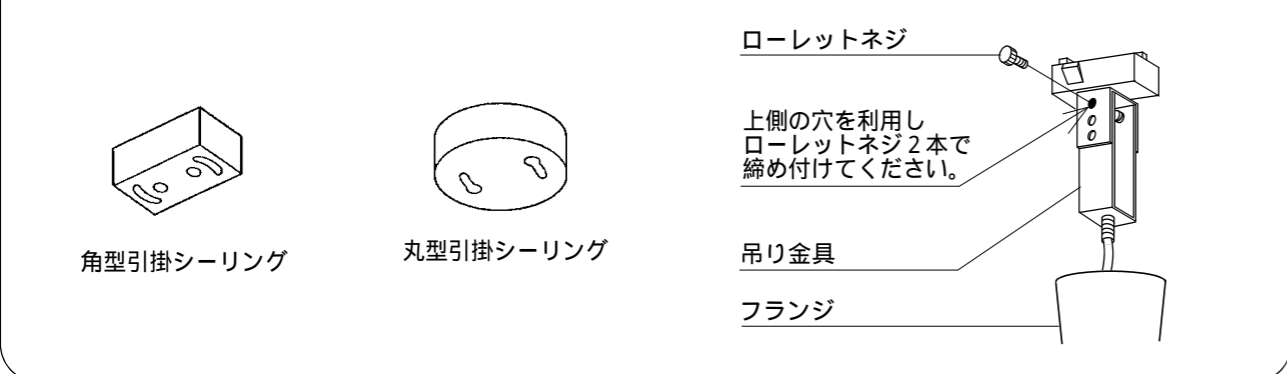 ローレットネジ
上側の穴を利用し
ローレットネジ2本で
締め付けてください。
角型引掛シーリング
丸型引掛シーリング
吊り金具
フランジ